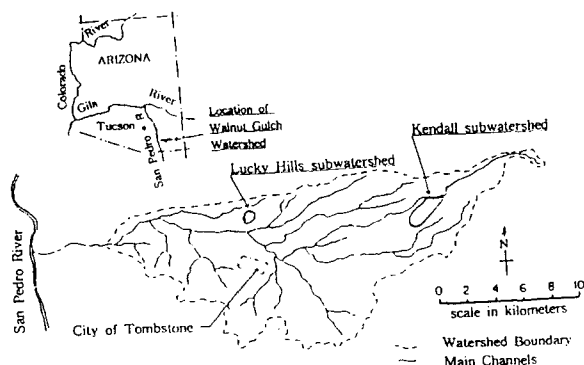 River
ARIZONA
Colorado
Gila
River
Tucson
R.
San Pedro
Location of
Walnut Gulch
Watershed
Kendall subwatershed
Lucky Hills subwatershed
San Pedro River
City of Tombstone
N
0 2 4 6 8 10
scale in kilometers
Watershed Boundary
Main Channels